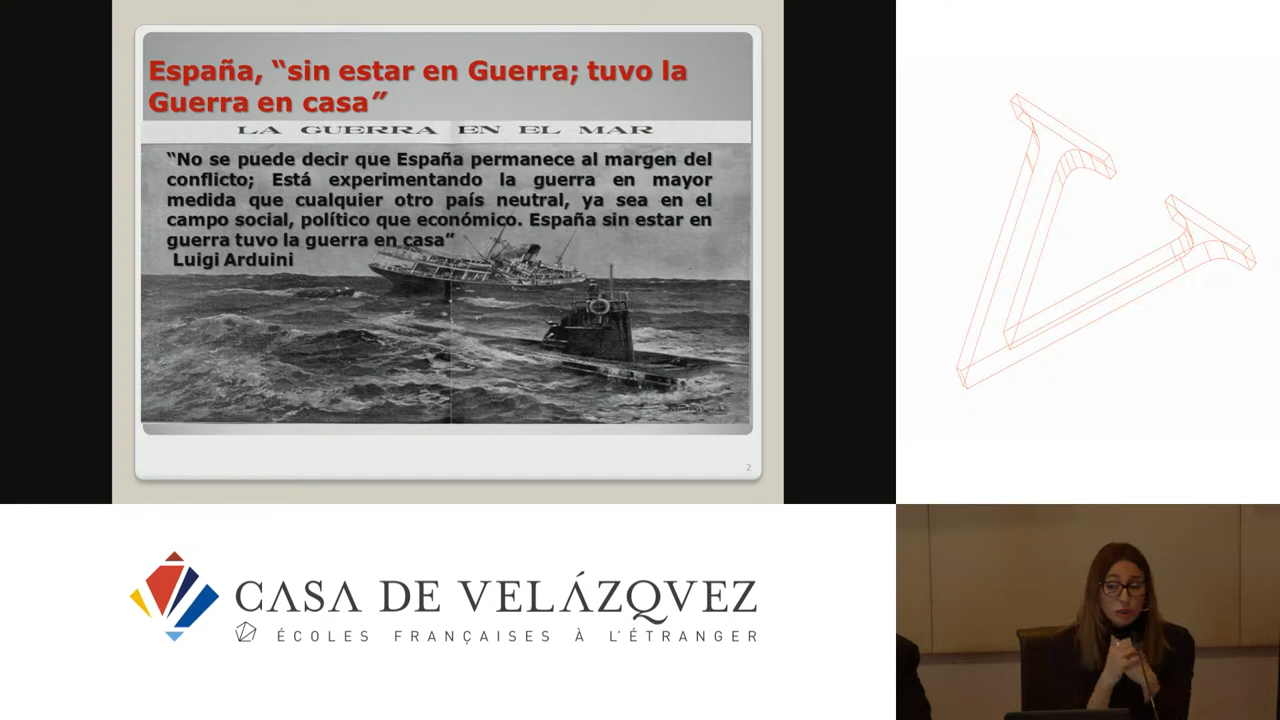 España, “sin estar en Guerra; tuvo la
Guerra en casa”
LA GUERRA EN EL MAR
“No se puede decir que España permanece al margen del
conflicto; Está experimentando la guerra en mayor
medida que cualquier otro país neutral, ya sea en el
campo social, político que económico. España sin estar en
guerra tuvo la guerra en casa”
Luigi Arduini
2
CASA DE VELÁZQVEZ
ÉCOLES FRANÇAISES À L'ÉTRANGER